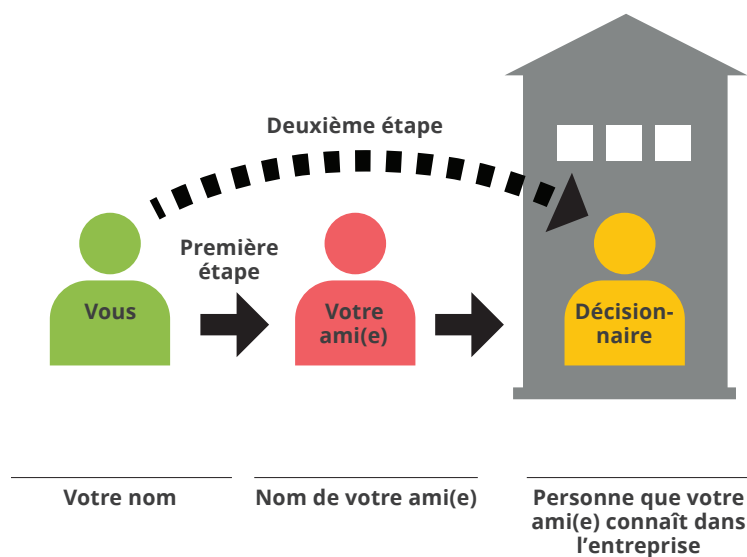 Deuxième étape
Première
étape
Vous
Votre
ami(e)
Décision-
naire
Votre nom
Nom de votre ami(e)
Personne que votre
ami(e) connaît dans
l’entreprise